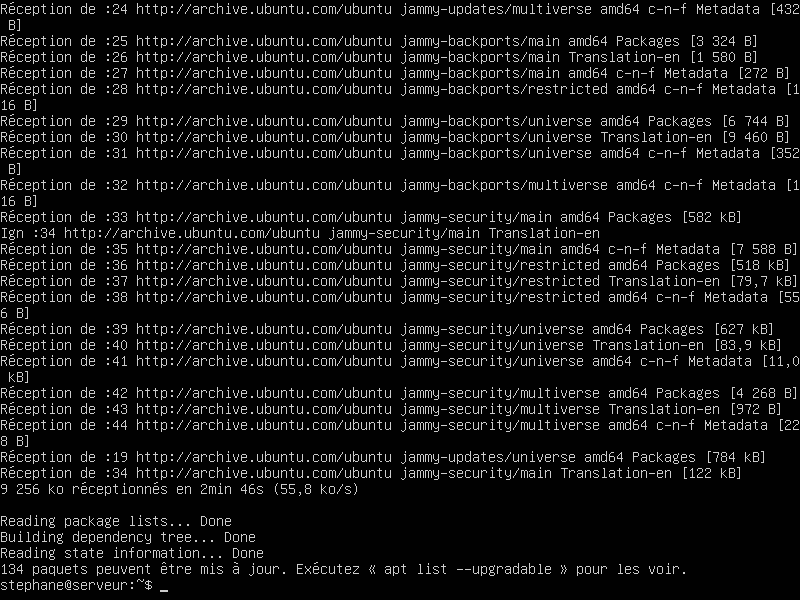 Réception de :24 http://archive.ubuntu.com/ubuntu jammy-updates/multiverse amd64 c-n-f Metadata [432
 B]
Réception de :25 http://archive.ubuntu.com/ubuntu jammy-backports/main amd64 Packages [3 324 B]
Réception de :26 http://archive.ubuntu.com/ubuntu jammy-backports/main Translation-en [1 580 B]
Réception de :27 http://archive.ubuntu.com/ubuntu jammy-backports/main amd64 c-n-f Metadata [272 B]
Réception de :28 http://archive.ubuntu.com/ubuntu jammy-backports/restricted amd64 c-n-f Metadata [1
16 B]
Réception de :29 http://archive.ubuntu.com/ubuntu jammy-backports/universe amd64 Packages [6 744 B]
Réception de :30 http://archive.ubuntu.com/ubuntu jammy-backports/universe Translation-en [9 460 B]
Réception de :31 http://archive.ubuntu.com/ubuntu jammy-backports/universe amd64 c-n-f Metadata [352
 B]
Réception de :32 http://archive.ubuntu.com/ubuntu jammy-backports/multiverse amd64 c-n-f Metadata [1
16 B]
Réception de :33 http://archive.ubuntu.com/ubuntu jammy-security/main amd64 Packages [582 kB]
Ign :34 http://archive.ubuntu.com/ubuntu jammy-security/main Translation-en
Réception de :35 http://archive.ubuntu.com/ubuntu jammy-security/main amd64 c-n-f Metadata [7 588 B]
Réception de :36 http://archive.ubuntu.com/ubuntu jammy-security/restricted amd64 Packages [518 kB]
Réception de :37 http://archive.ubuntu.com/ubuntu jammy-security/restricted Translation-en [79,7 kB]
Réception de :38 http://archive.ubuntu.com/ubuntu jammy-security/restricted amd64 c-n-f Metadata [55
6 B]
Réception de :39 http://archive.ubuntu.com/ubuntu jammy-security/universe amd64 Packages [627 kB]
Réception de :40 http://archive.ubuntu.com/ubuntu jammy-security/universe Translation-en [83,9 kB]
Réception de :41 http://archive.ubuntu.com/ubuntu jammy-security/universe amd64 c-n-f Metadata [11,0
 kB]
Réception de :42 http://archive.ubuntu.com/ubuntu jammy-security/multiverse amd64 Packages [4 268 B]
Réception de :43 http://archive.ubuntu.com/ubuntu jammy-security/multiverse Translation-en [972 B]
Réception de :44 http://archive.ubuntu.com/ubuntu jammy-security/multiverse amd64 c-n-f Metadata [22
8 B]
Réception de :19 http://archive.ubuntu.com/ubuntu jammy-updates/universe amd64 Packages [784 kB]
Réception de :34 http://archive.ubuntu.com/ubuntu jammy-security/main Translation-en [122 kB]
9 256 ko réceptionnés en 2min 46s (55,8 ko/s)
Reading package lists... Done
Building dependency tree... Done
Reading state information... Done
134 paquets peuvent être mis à jour. Exécutez « apt list --upgradable » pour les voir.
stephane@serveur:~$ _